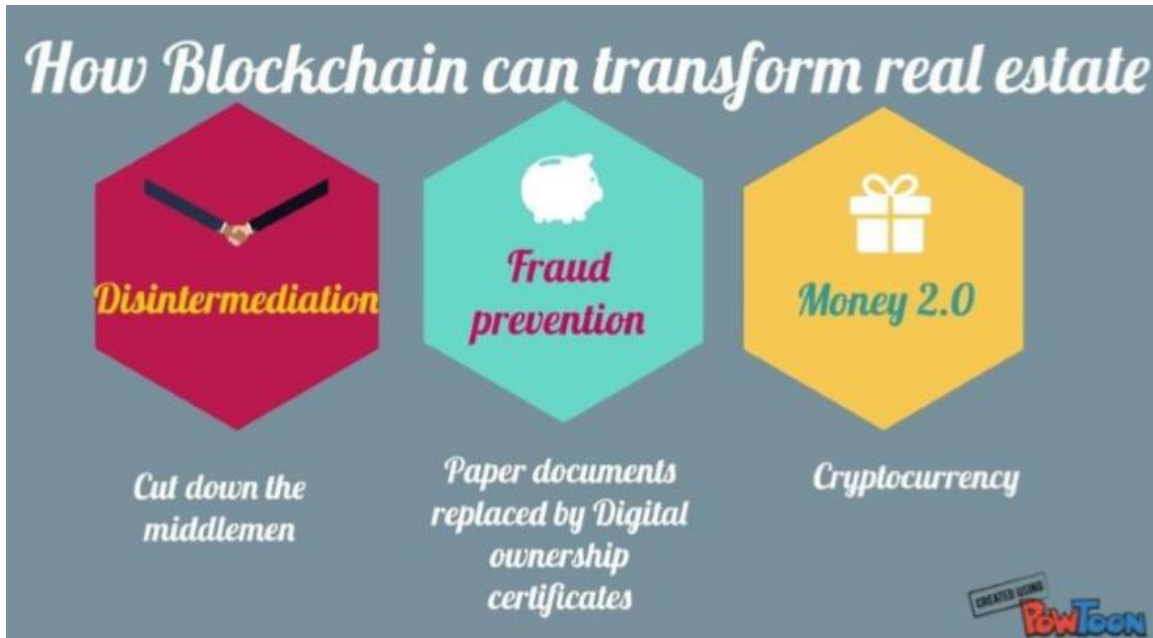 How Blockchain can transform real estate
Disintermediation
Cut down the
middlemen
Fraud
prevention
Paper documents
replaced by Digital
ownership
certificates
Money 2.0
Cryptocurrency
CREATED USING
POWTOON